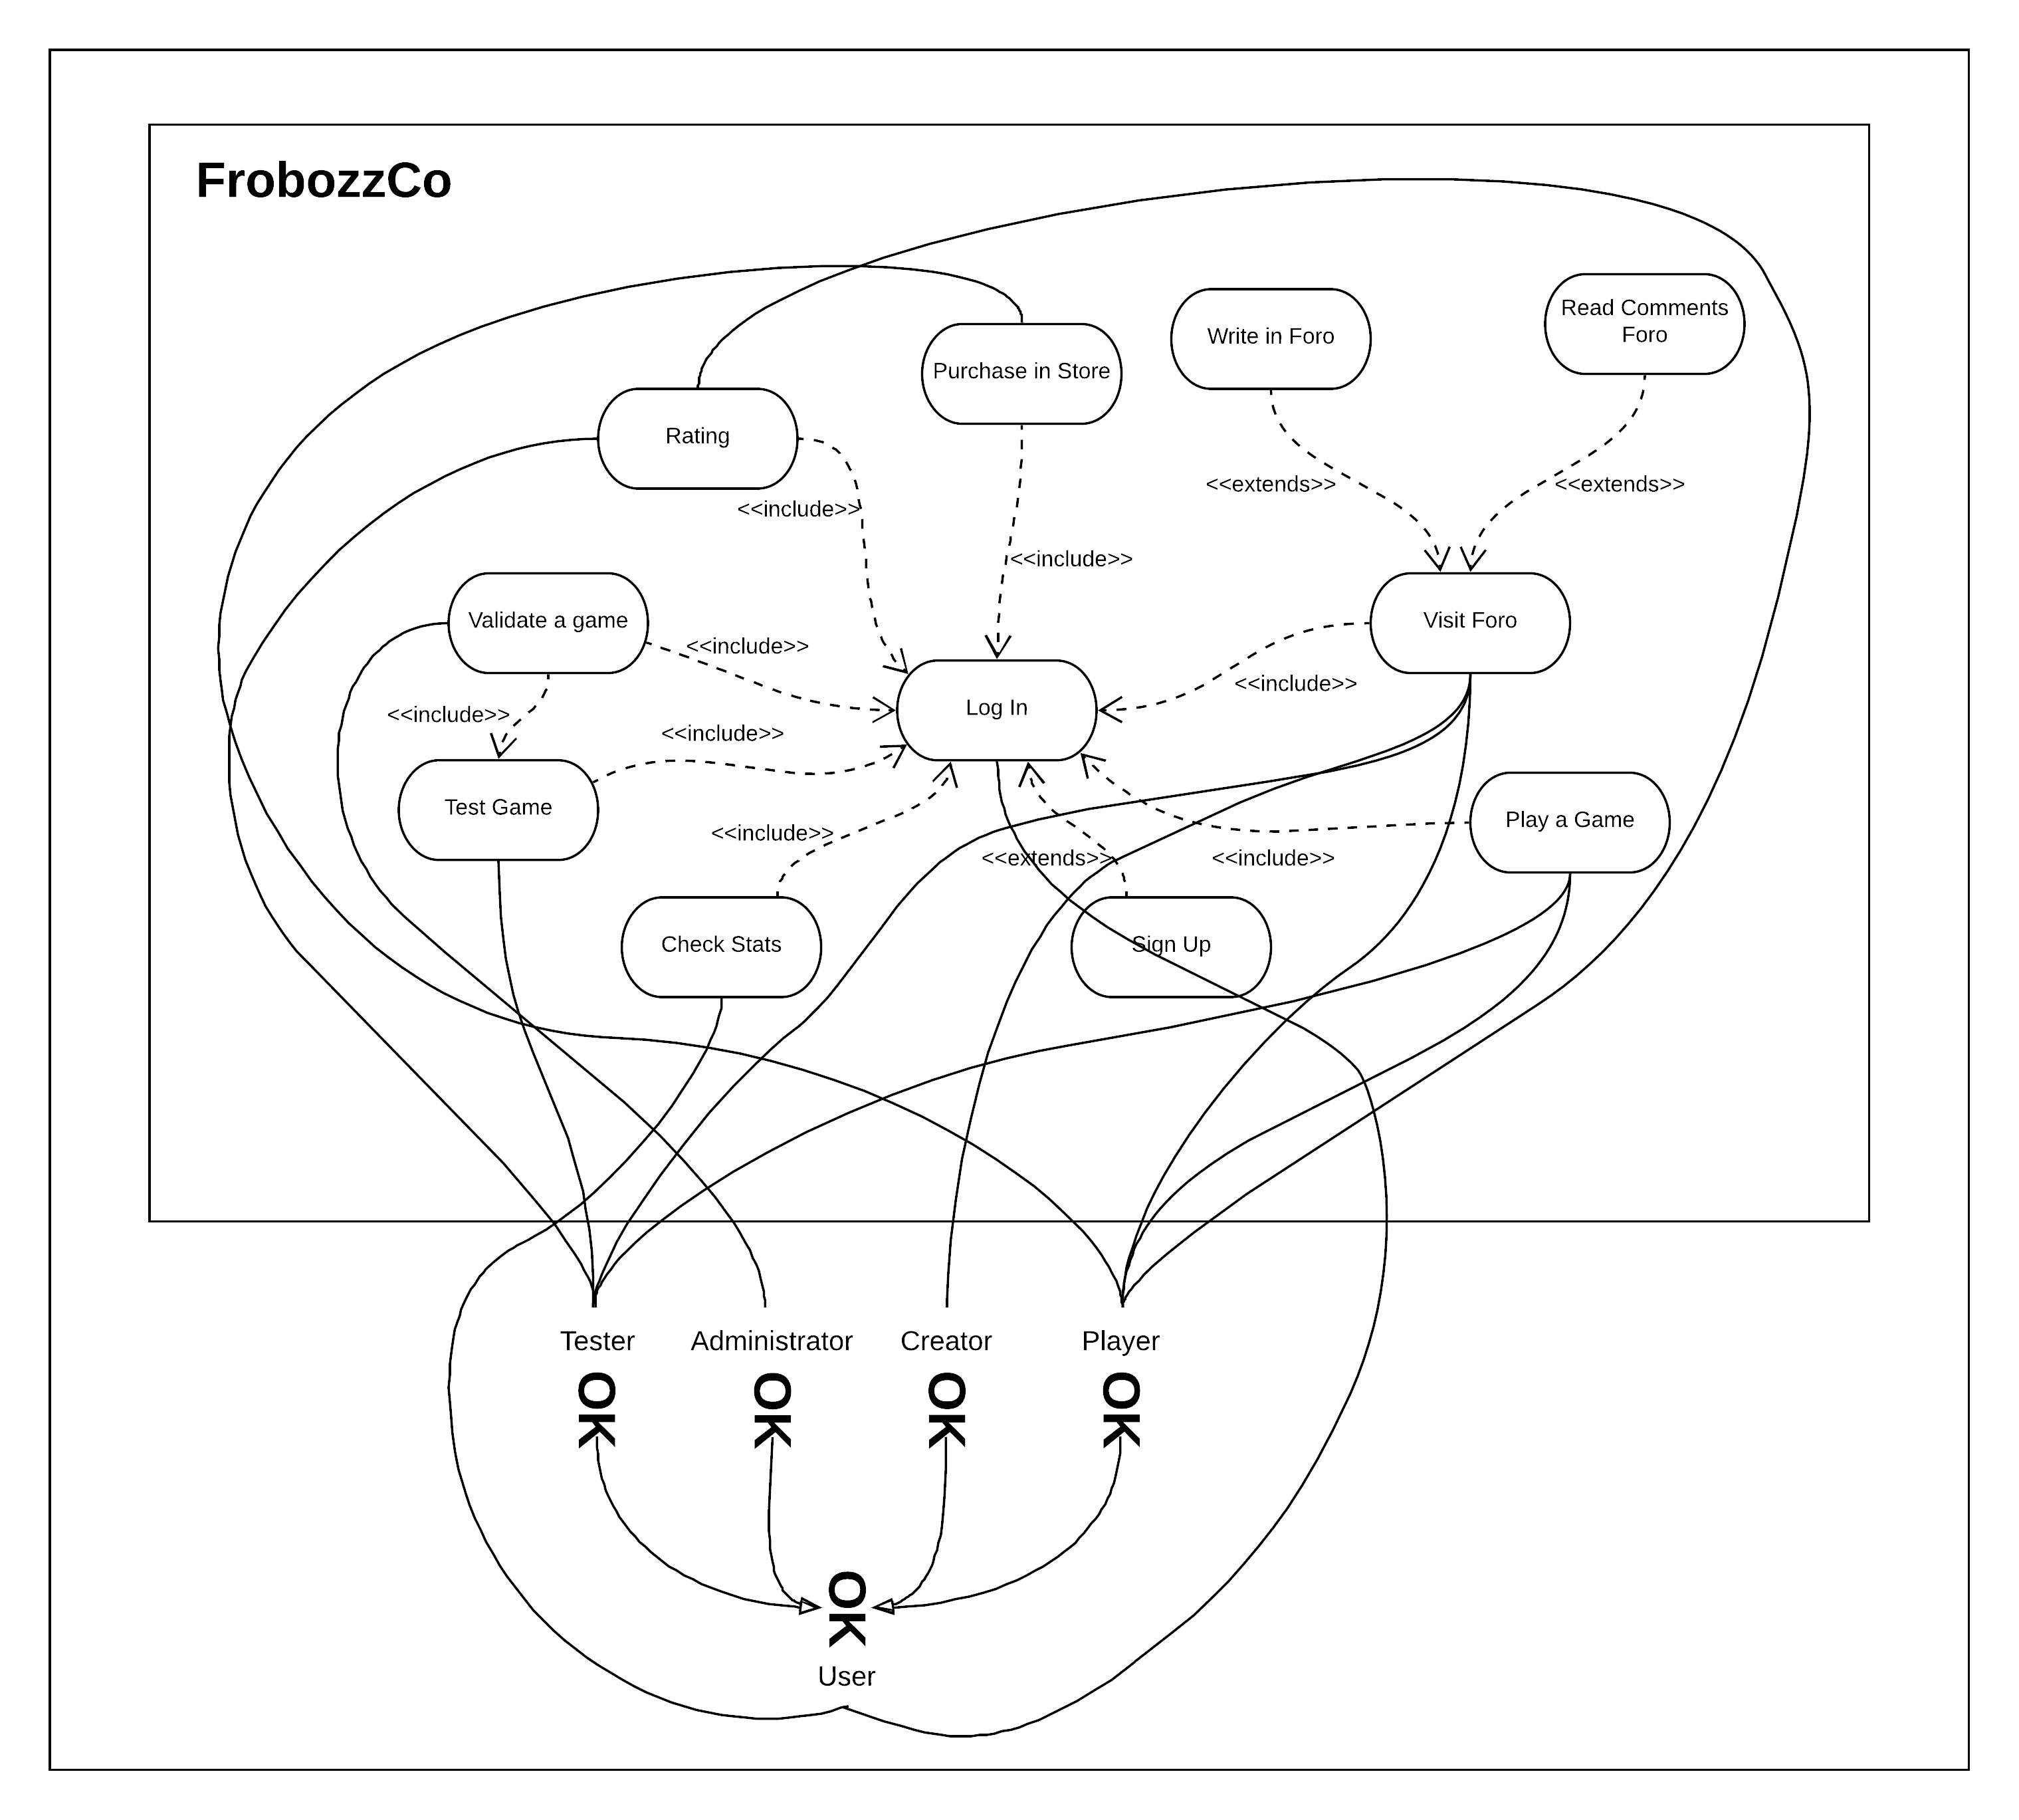 FrobozzCo
Read Comments
Foro
Write in Foro
Purchase in Store
Rating
<<extends>>
<<extends>>
<<include>>
<<include>>
Validate a game
Visit Foro
<<include>>
<<include>>
<<include>>
Log In
<<include>>
Test Game
Play a Game
<<include>>
<<extends>>
<<include>>
Check Stats
Sign Up
Tester
Administrator
Creator
Player
OK
OK
OK
OK
OK
User